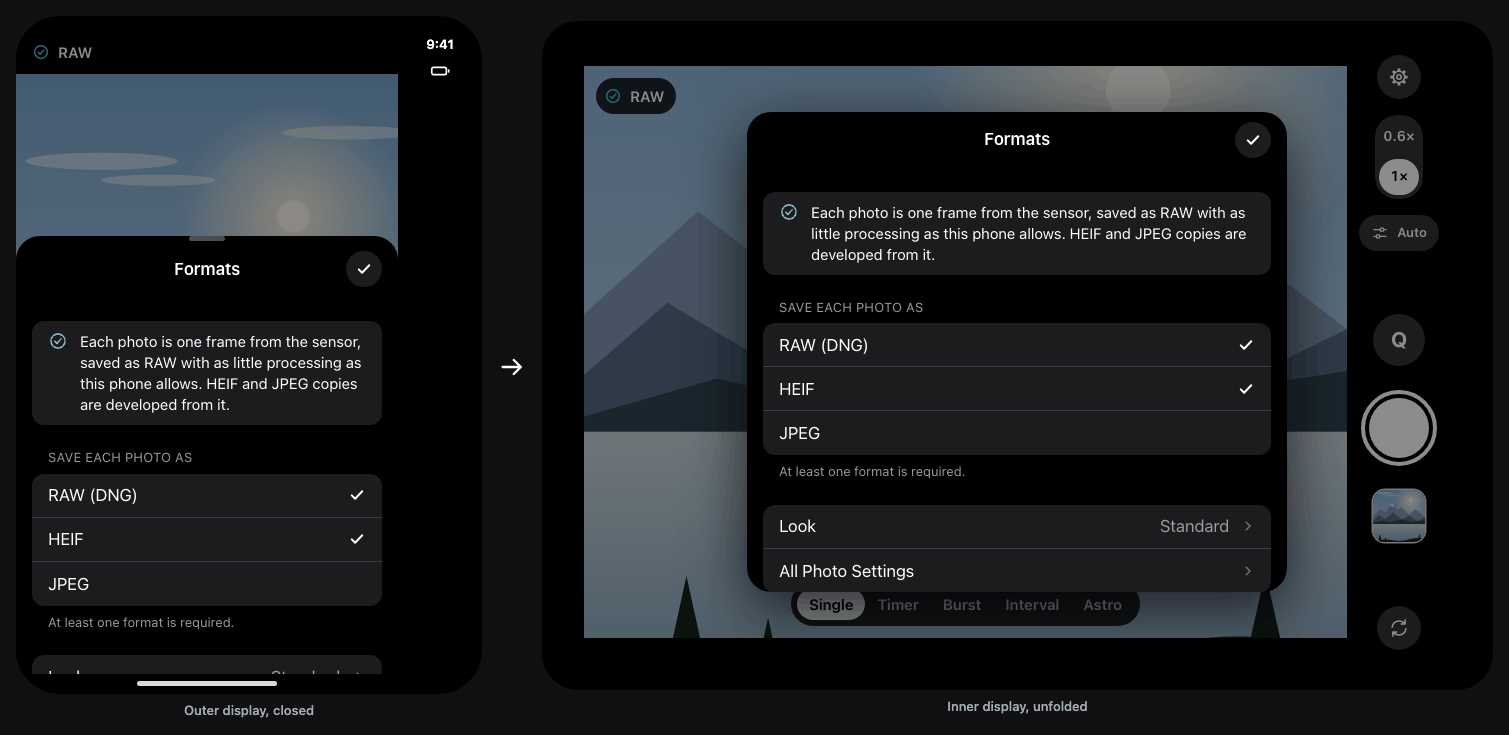 RAW
9:41
Formats
Each photo is one frame from the sensor,
saved as RAW with as little processing as
this phone allows. HEIF and JPEG copies
are developed from it.
SAVE EACH PHOTO AS
RAW (DNG)
HEIF
JPEG
At least one format is required.
Outer display, closed
RAW
Formats
Each photo is one frame from the sensor, saved as RAW with as
little processing as this phone allows. HEIF and JPEG copies are
developed from it.
SAVE EACH PHOTO AS
RAW (DNG)
HEIF
JPEG
At least one format is required.
Look Standard
All Photo Settings
Single Timer Burst Interval Astro
0.6×
1×
Auto
Q
Inner display, unfolded